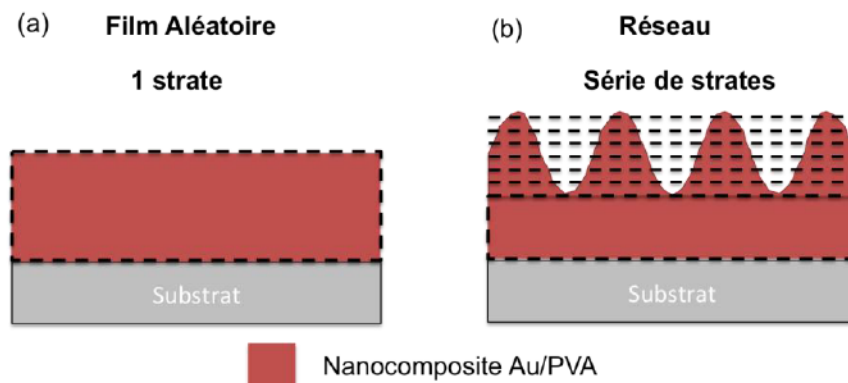 (a) Film Aléatoire
1 strate
Substrat
(b) Réseau
Série de strates
Substrat
Nanocomposite Au/PVA